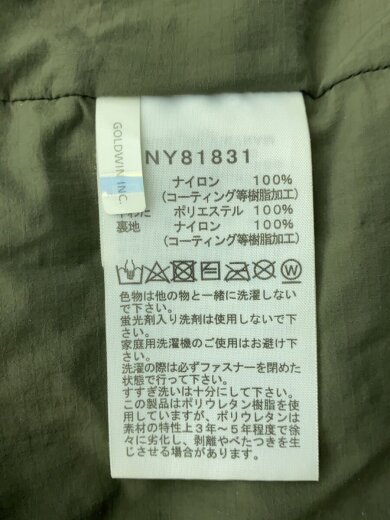 GOLDWIN INC.
NY81831
ナイロン 100%
(コーティング等樹脂加工)
中わた ポリエステル 100%
裏地 ナイロン 100%
(コーティング等樹脂加工)
色物は他の物と一緒に洗濯しない
で下さい。
蛍光剤入り洗剤は使用しないで下
さい。
家庭用洗濯機のご使用はお避け下
さい。
洗濯の際は必ずファスナーを閉めた
状態で行って下さい。
すすぎ洗いは十分にして下さい。
この製品はポリウレタン樹脂を使
用していますが、ポリウレタンは
素材の特性上3年～5年程度で徐
々に劣化し、剥離やべたつきを生
じさせる場合があります。